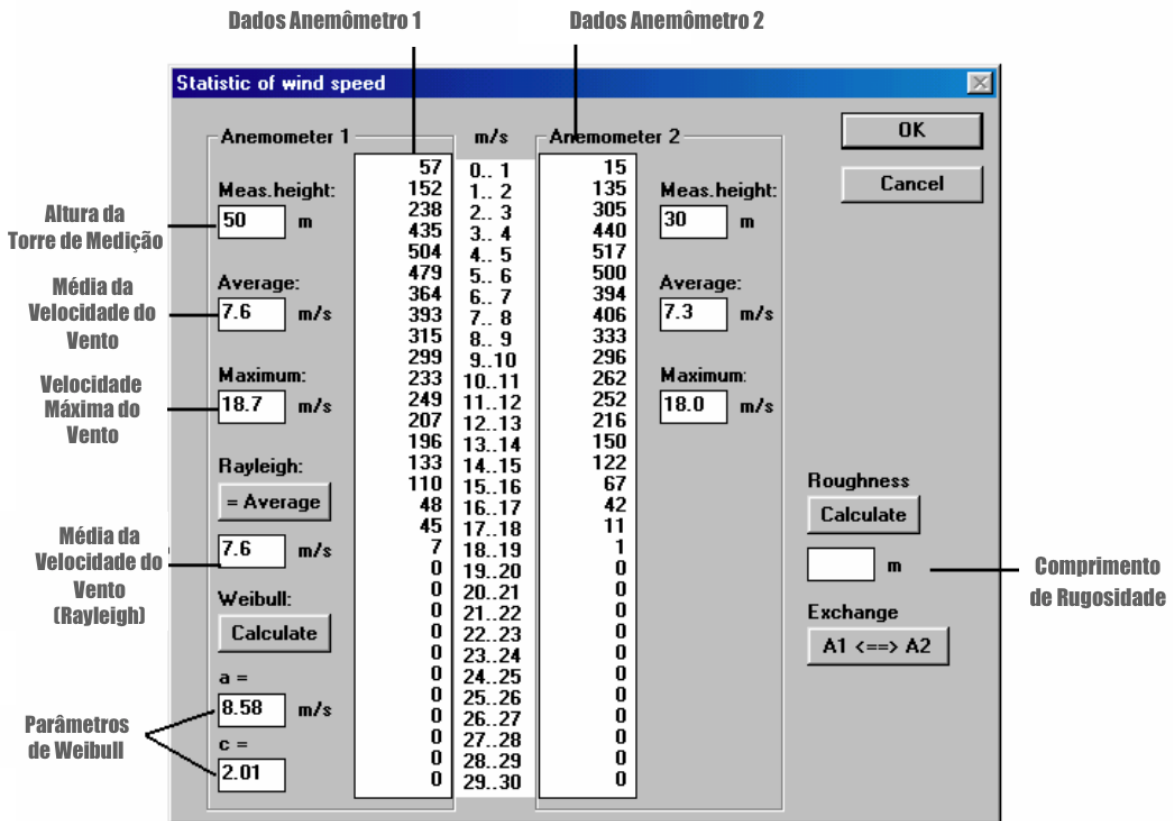 Dados Anemômetro 1
Dados Anemômetro 2
Statistic of wind speed
Anemometer 1
m/s
Anemometer 2
OK
Cancel
Altura da
Torre de Medição
Média da
Velocidade do
Vento
Velocidade
Máxima do
Vento
Média da
Velocidade do
Vento
(Rayleigh)
Parâmetros
de Weibull
Meas.height:
50 m
Average:
7.6 m/s
Maximum:
18.7 m/s
Rayleigh:
= Average
7.6 m/s
Weibull:
Calculate
a =
8.58 m/s
c =
2.01
57 0.. 1 15
152 1.. 2 135
238 2.. 3 305
435 3.. 4 440
504 4.. 5 517
479 5.. 6 500
364 6.. 7 394
393 7.. 8 406
315 8.. 9 333
299 9..10 296
233 10..11 262
249 11..12 252
207 12..13 216
196 13..14 150
133 14..15 122
110 15..16 67
48 16..17 42
45 17..18 11
7 18..19 1
0 19..20 0
0 20..21 0
0 21..22 0
0 22..23 0
0 23..24 0
0 24..25 0
0 25..26 0
0 26..27 0
0 27..28 0
0 28..29 0
0 29..30 0
Meas.height:
30 m
Average:
7.3 m/s
Maximum:
18.0 m/s
Roughness
Calculate
m
Exchange
A1 <==> A2
Comprimento
de Rugosidade